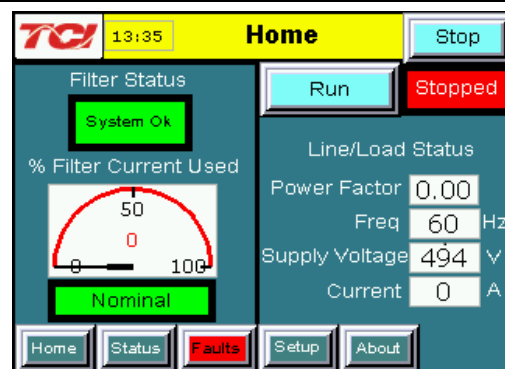 TCI 13:35 Home Stop
Filter Status
System Ok
% Filter Current Used
50
0
0 100
Nominal
Run Stopped
Line/Load Status
Power Factor 0.00
Freq 60 Hz
Supply Voltage 494 V
Current 0 A
Home Status Faults Setup About